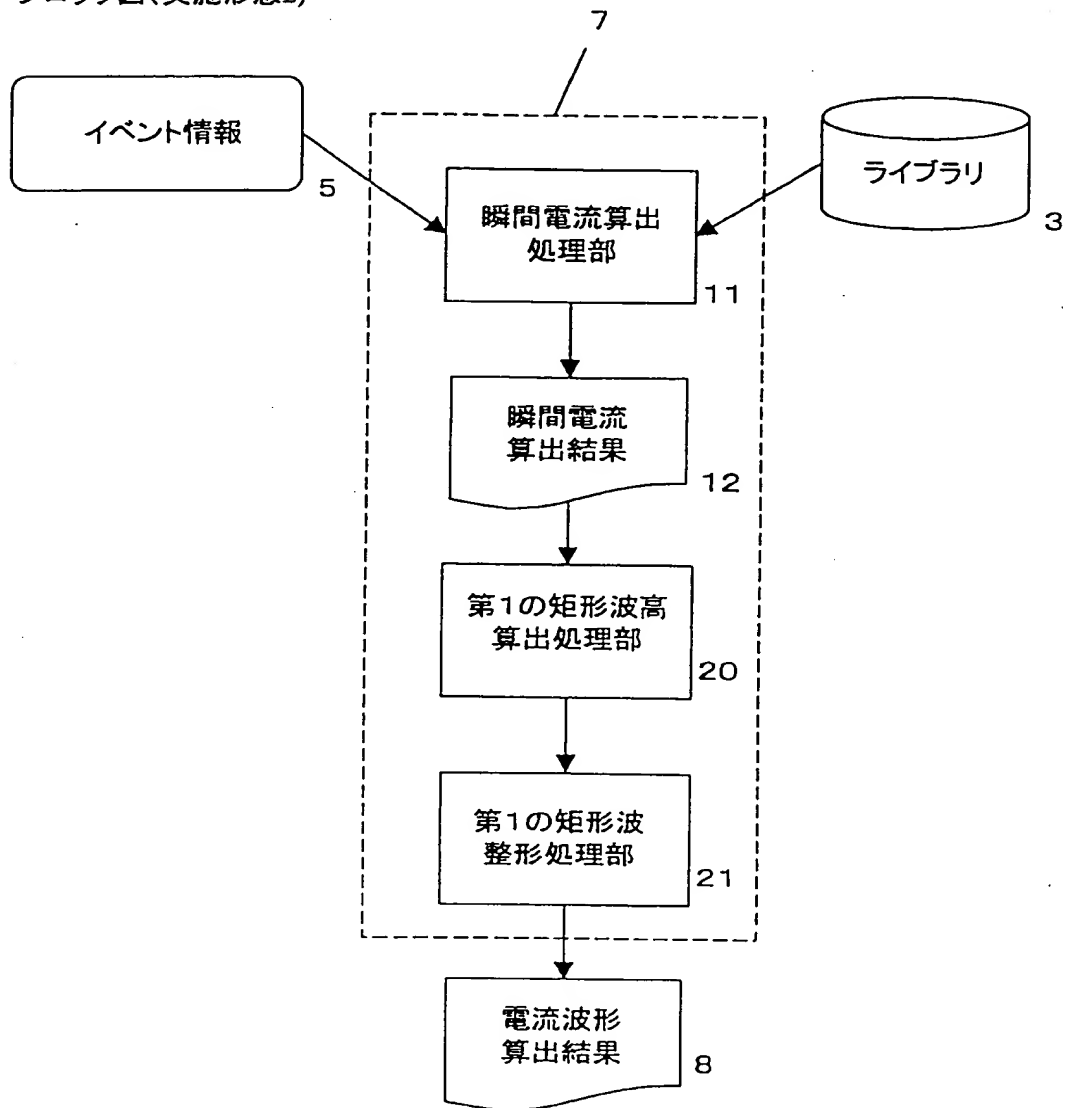 7
イベント情報
5
ライブラリ
3
瞬間電流算出
処理部
11
瞬間電流
算出結果
12
第1の矩形波高
算出処理部
20
第1の矩形波
整形処理部
21
電流波形
算出結果
8